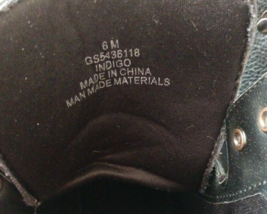 6 M
GS5436118
INDIGO
MADE IN CHINA
MAN MADE MATERIALS